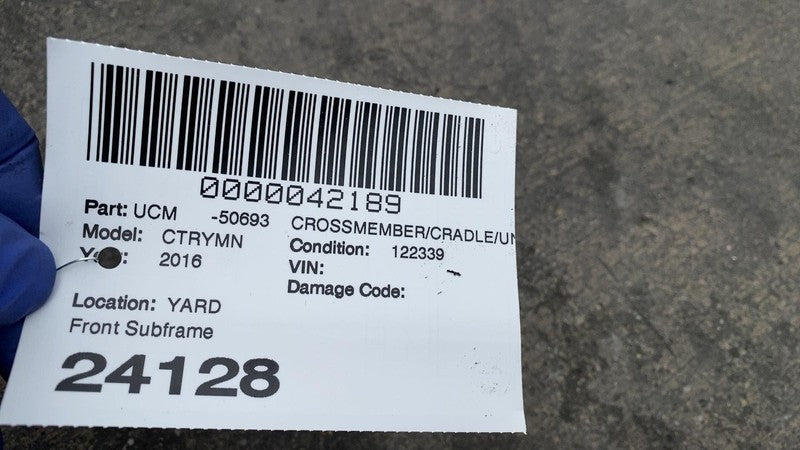 0000042189
Part: UCM -50693 CROSSMEMBER/CRADLE/UN
Model: CTRYMN Condition: 122339
2016 VIN:
Damage Code:
Location: YARD
Front Subframe
24128